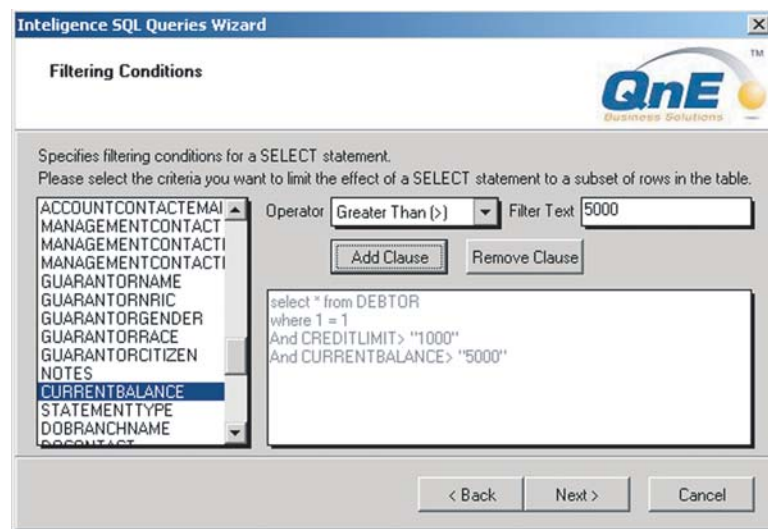 Inteligence SQL Queries Wizard
Filtering Conditions
QnE
TM
Business Solutions
Specifies filtering conditions for a SELECT statement.
Please select the criteria you want to limit the effect of a SELECT statement to a subset of rows in the table.
ACCOUNTCONTACTEMAI
MANAGEMENTCONTACT
MANAGEMENTCONTACTI
MANAGEMENTCONTACTI
GUARANTORNAME
GUARANTORNRIC
GUARANTORGENDER
GUARANTORRACE
GUARANTORCITIZEN
NOTES
CURRENTBALANCE
STATEMENTTYPE
DOBRANCHNAME
DOCONTACT
Operator Greater Than (>) Filter Text 5000
Add Clause Remove Clause
select * from DEBTOR
where 1 = 1
And CREDITLIMIT> "1000"
And CURRENTBALANCE> "5000"
< Back Next > Cancel